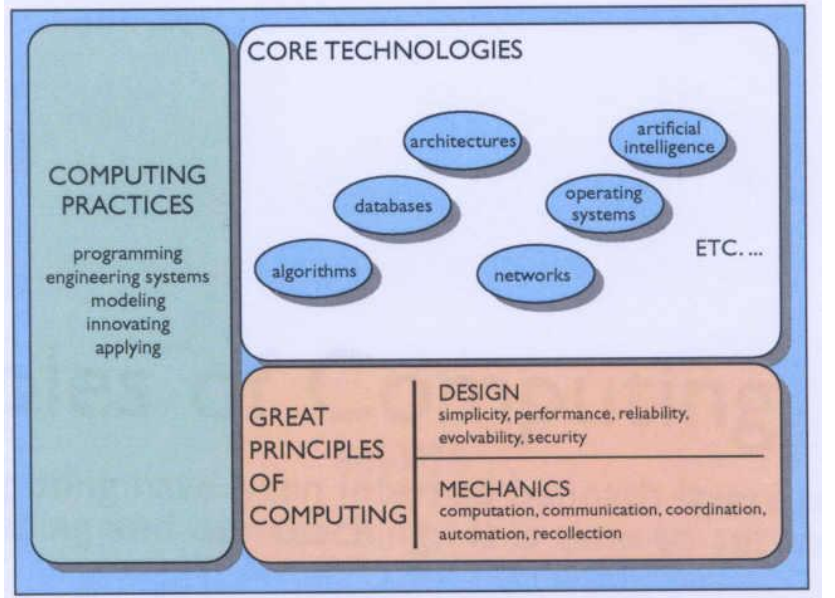 COMPUTING
PRACTICES
programming
engineering systems
modeling
innovating
applying
CORE TECHNOLOGIES
architectures
artificial
intelligence
databases
operating
systems
algorithms
networks
ETC. ...
GREAT
PRINCIPLES
OF
COMPUTING
DESIGN
simplicity, performance, reliability,
evolvability, security
MECHANICS
computation, communication, coordination,
automation, recollection